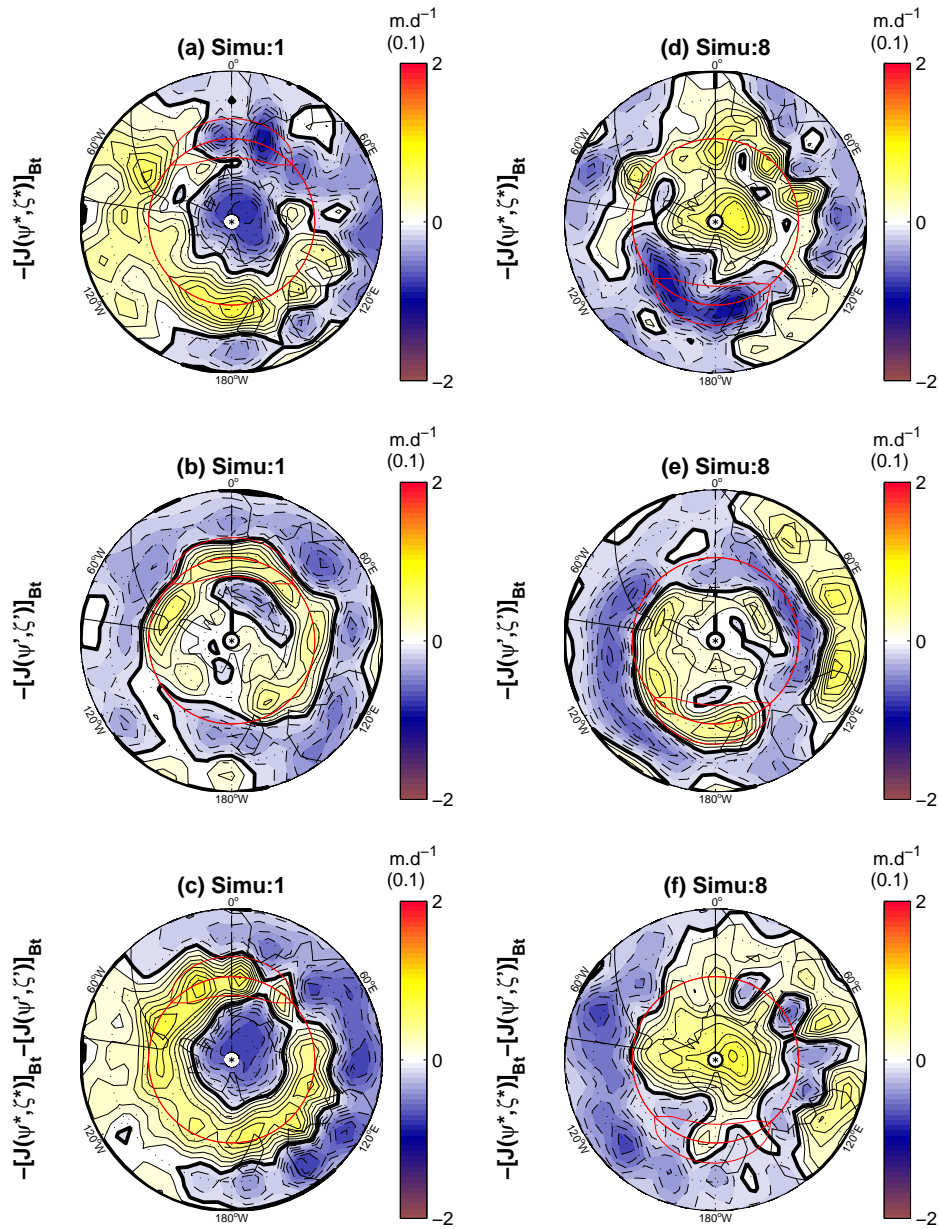 m.d⁻¹
(0.1)
(a) Simu:1
0°
60°W
60°E
120°W
120°E
180°W
2
0
−2
−[J(ψ*,ζ*)]Bt
m.d⁻¹
(0.1)
(d) Simu:8
0°
60°W
60°E
120°W
120°E
180°W
2
0
−2
−[J(ψ*,ζ*)]Bt
m.d⁻¹
(0.1)
(b) Simu:1
0°
60°W
60°E
120°W
120°E
180°W
2
0
−2
−[J(ψ',ζ')]Bt
m.d⁻¹
(0.1)
(e) Simu:8
0°
60°W
60°E
120°W
120°E
180°W
2
0
−2
−[J(ψ',ζ')]Bt
m.d⁻¹
(0.1)
(c) Simu:1
0°
60°W
60°E
120°W
120°E
180°W
2
0
−2
−[J(ψ*,ζ*)]Bt−[J(ψ',ζ')]Bt
m.d⁻¹
(0.1)
(f) Simu:8
0°
60°W
60°E
120°W
120°E
180°W
2
0
−2
−[J(ψ*,ζ*)]Bt−[J(ψ',ζ')]Bt